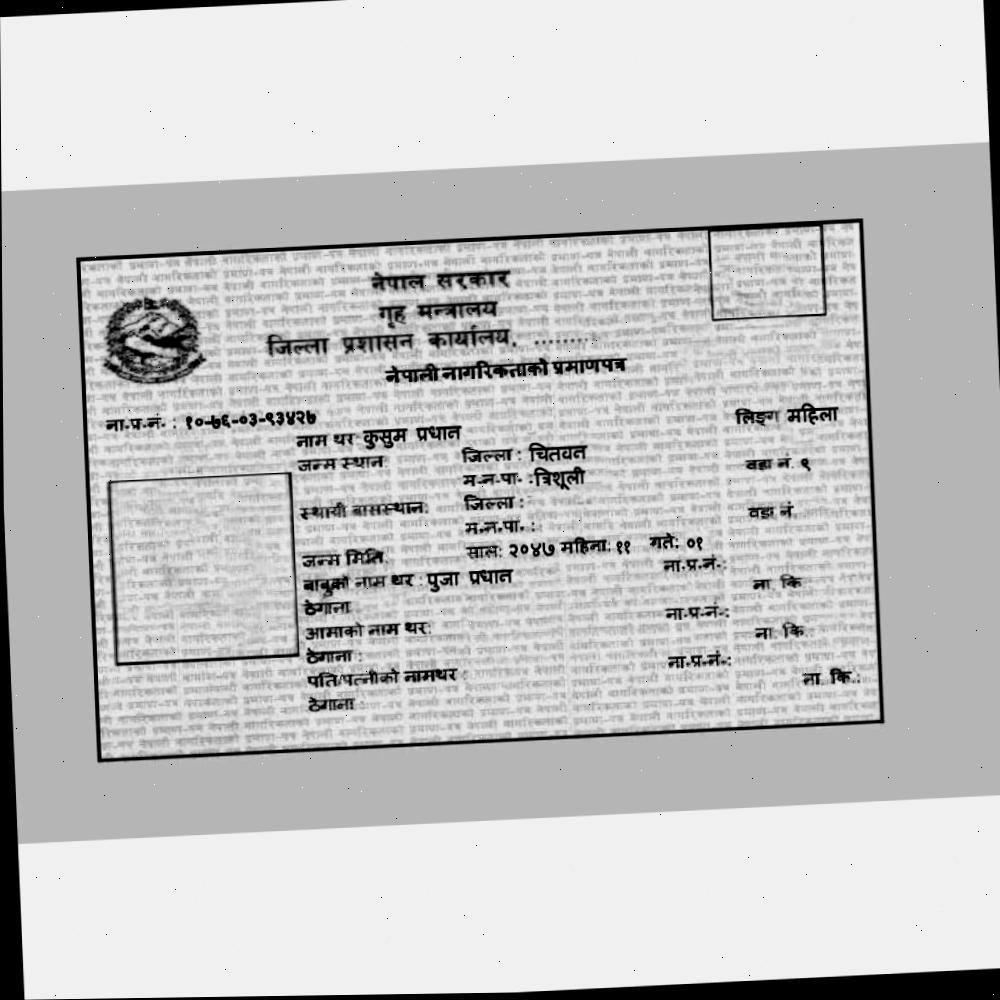 नेपाल सरकार
गृह मन्त्रालय
जिल्ला प्रशासन कार्यालय, .........
नेपाली नागरिकताको प्रमाणपत्र
ना.प्र.नं. : १०-७६-०३-९३४२७
लिङ्ग महिला
नाम थर कुसुम प्रधान
जन्म स्थान: जिल्ला : चितवन
म.न.पा. :त्रिशूली वडा नं. ९
स्थायी बासस्थान: जिल्ला :
म.न.पा. : वडा नं.
जन्म मिति: साल: २०४७ महिना: ११ गते: ०१
बाबुको नाम थर : पुजा प्रधान ना.प्र.नं.:
ठेगाना ना. कि
आमाको नाम थर: ना.प्र.नं.:
ठेगाना : ना. कि.:
पति/पत्नीको नामथर : ना.प्र.नं.:
ठेगाना : ना. कि.: